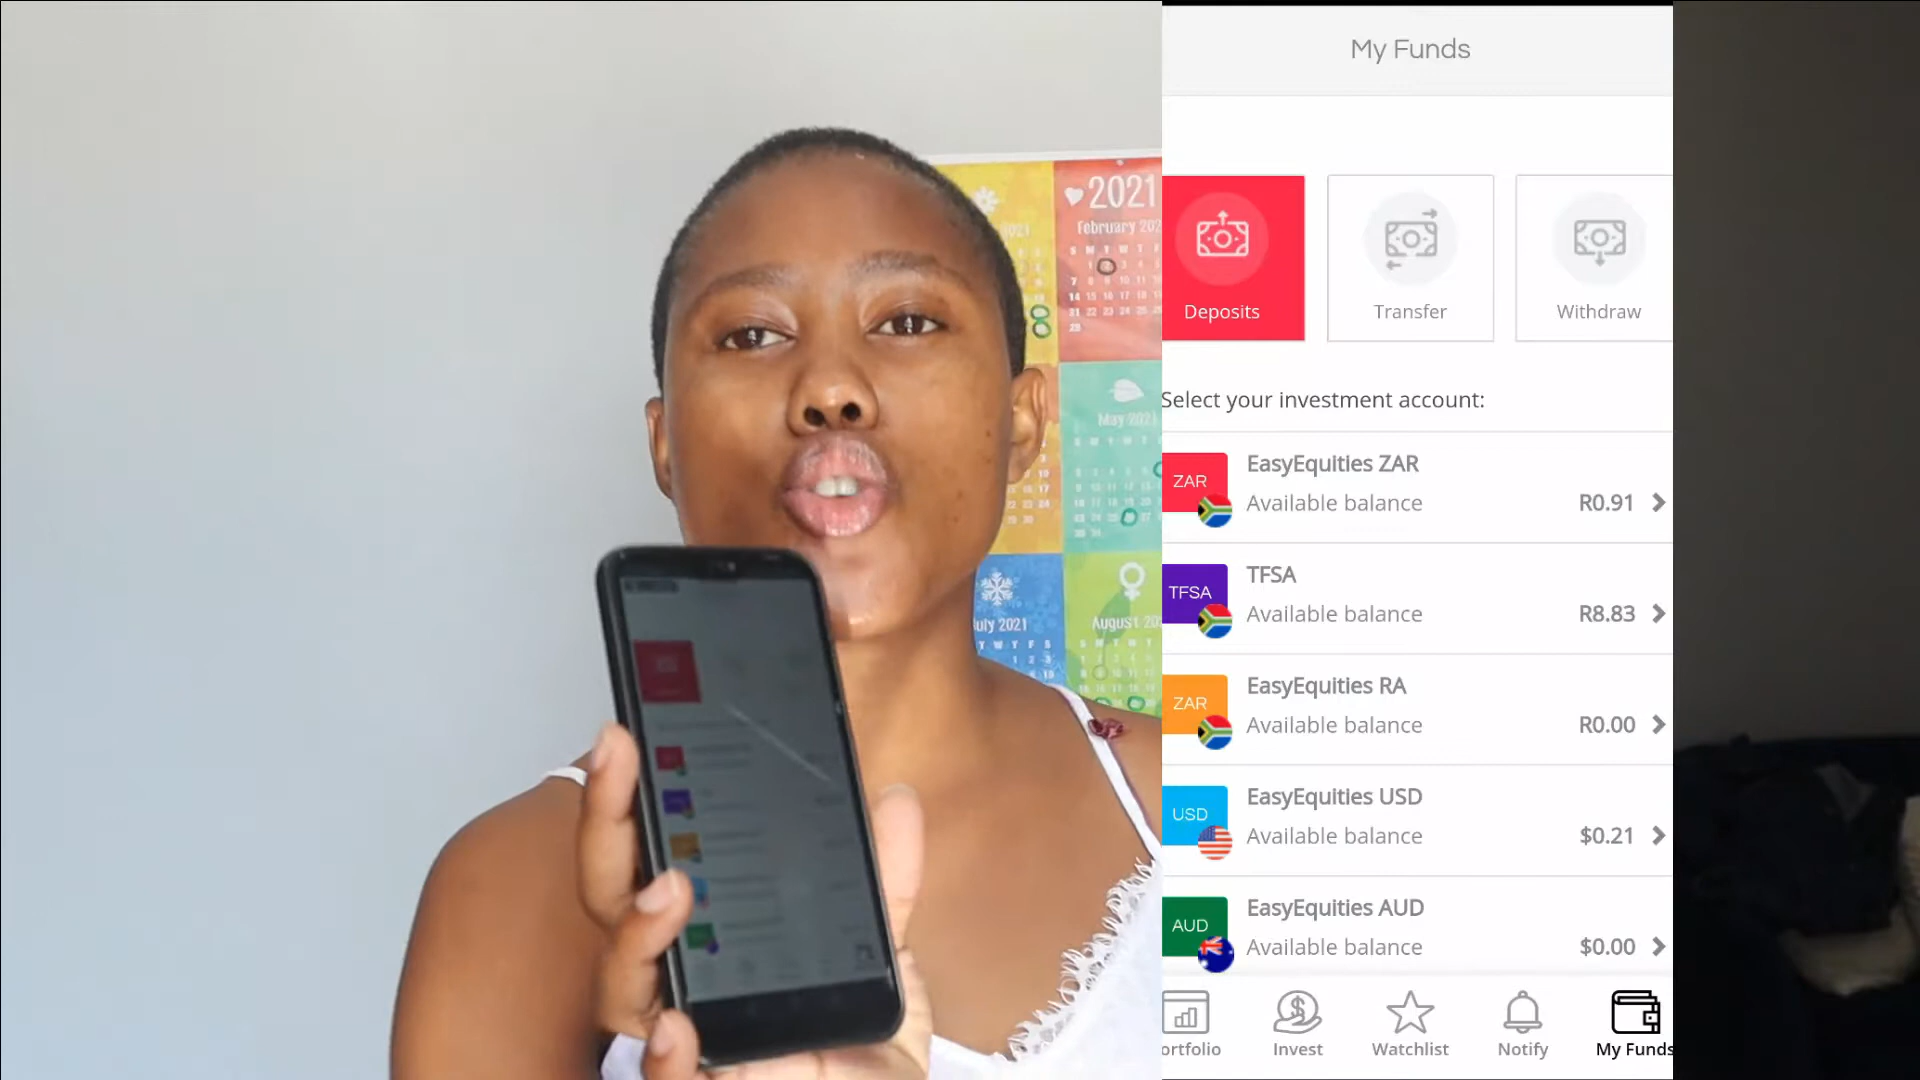 My Funds
Deposits
Transfer
Withdraw
Select your investment account:
ZAR
EasyEquities ZAR
Available balance
R0.91
TFSA
TFSA
Available balance
R8.83
ZAR
EasyEquities RA
Available balance
R0.00
USD
EasyEquities USD
Available balance
$0.21
AUD
EasyEquities AUD
Available balance
$0.00
ortfolio
Invest
Watchlist
Notify
My Funds
2021
February 202
May 2021
July 2021
August 20